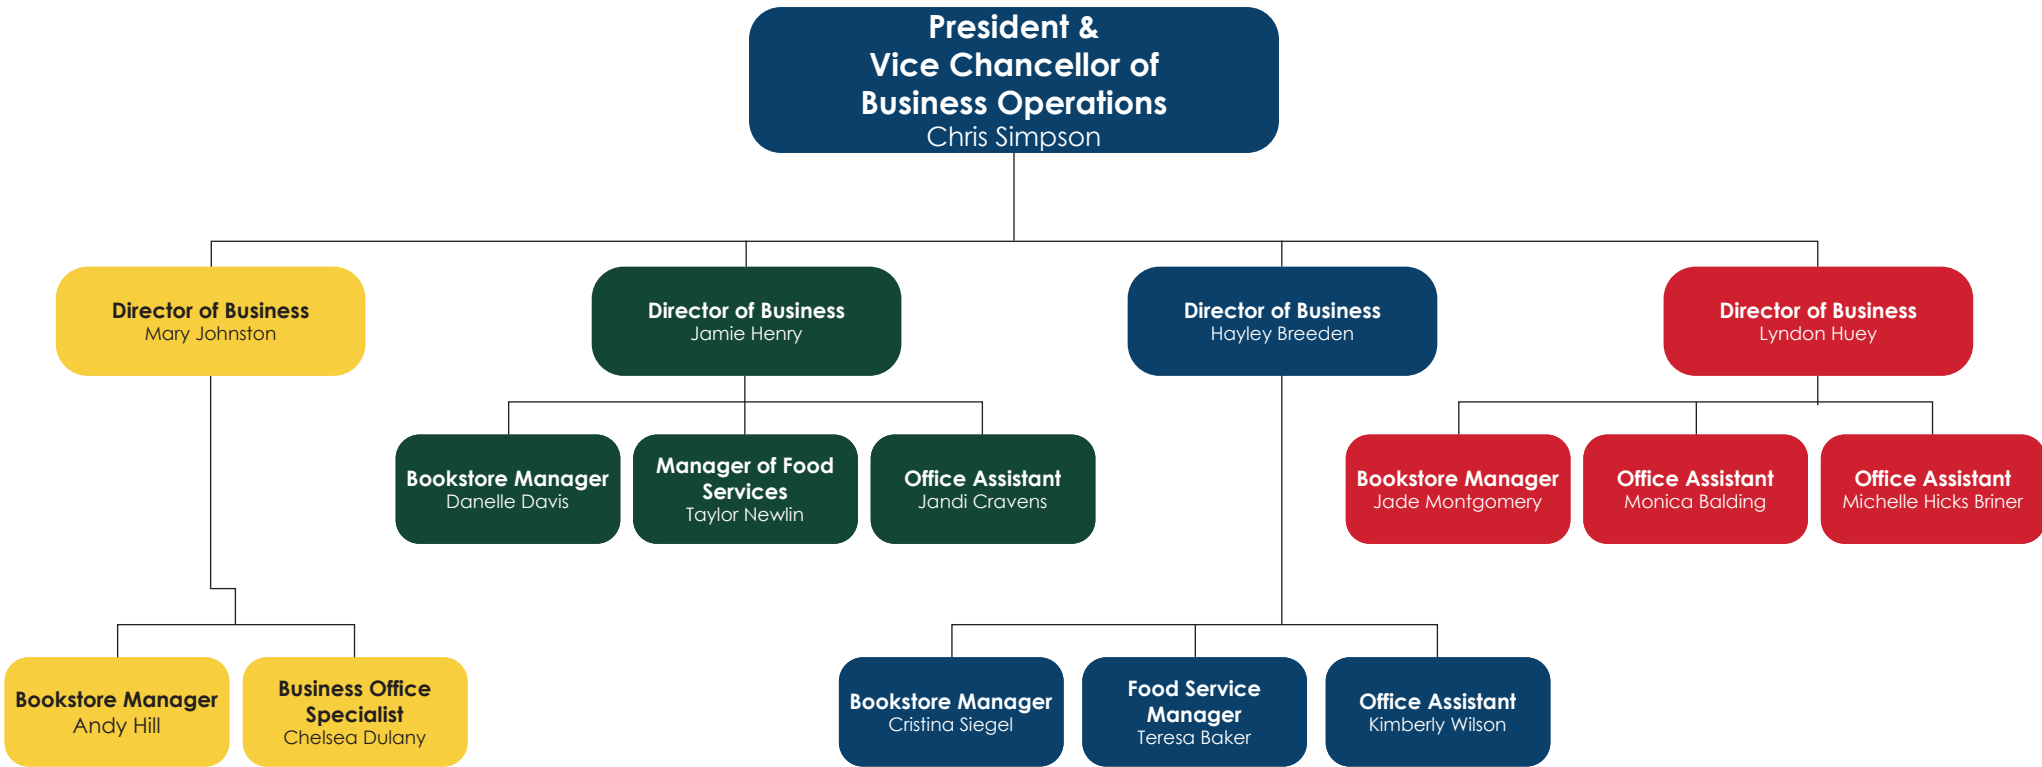 President &
Vice Chancellor of
Business Operations
Chris Simpson
Director of Business
Mary Johnston
Director of Business
Jamie Henry
Director of Business
Hayley Breeden
Director of Business
Lyndon Huey
Bookstore Manager
Danelle Davis
Manager of Food
Services
Taylor Newlin
Office Assistant
Jandi Cravens
Bookstore Manager
Jade Montgomery
Office Assistant
Monica Balding
Office Assistant
Michelle Hicks Briner
Bookstore Manager
Andy Hill
Business Office
Specialist
Chelsea Dulany
Bookstore Manager
Cristina Siegel
Food Service
Manager
Teresa Baker
Office Assistant
Kimberly Wilson